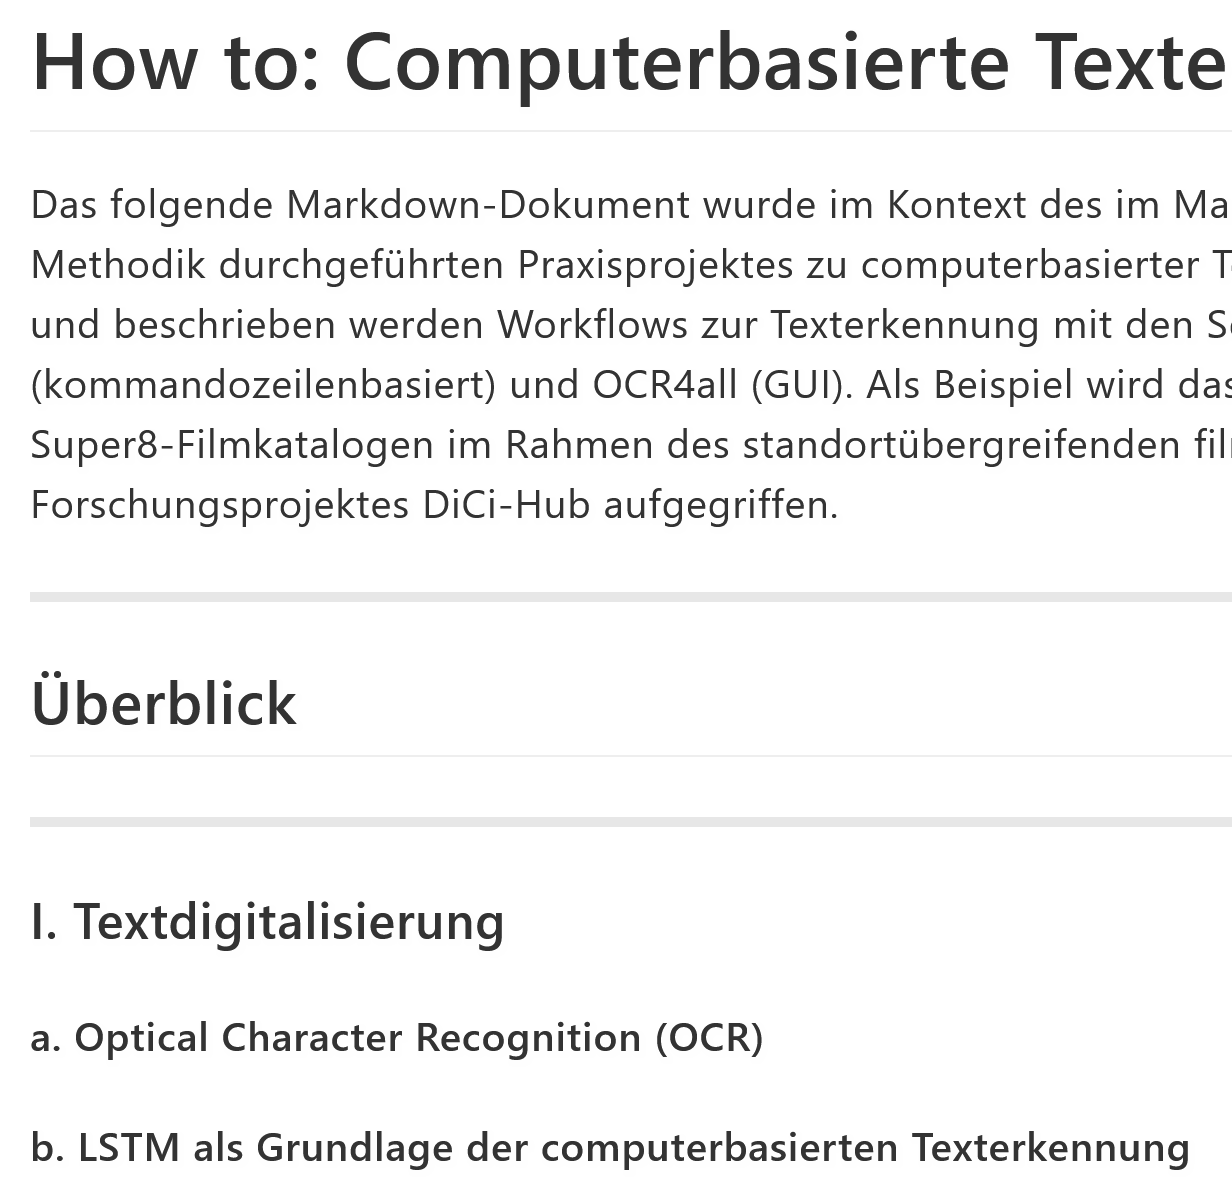 How to: Computerbasierte Texte
Das folgende Markdown-Dokument wurde im Kontext des im Ma
Methodik durchgeführten Praxisprojektes zu computerbasierter T
und beschrieben werden Workflows zur Texterkennung mit den S
(kommandozeilenbasiert) und OCR4all (GUI). Als Beispiel wird das
Super8-Filmkatalogen im Rahmen des standortübergreifenden fil
Forschungsprojektes DiCi-Hub aufgegriffen.
Überblick
I. Textdigitalisierung
a. Optical Character Recognition (OCR)
b. LSTM als Grundlage der computerbasierten Texterkennung